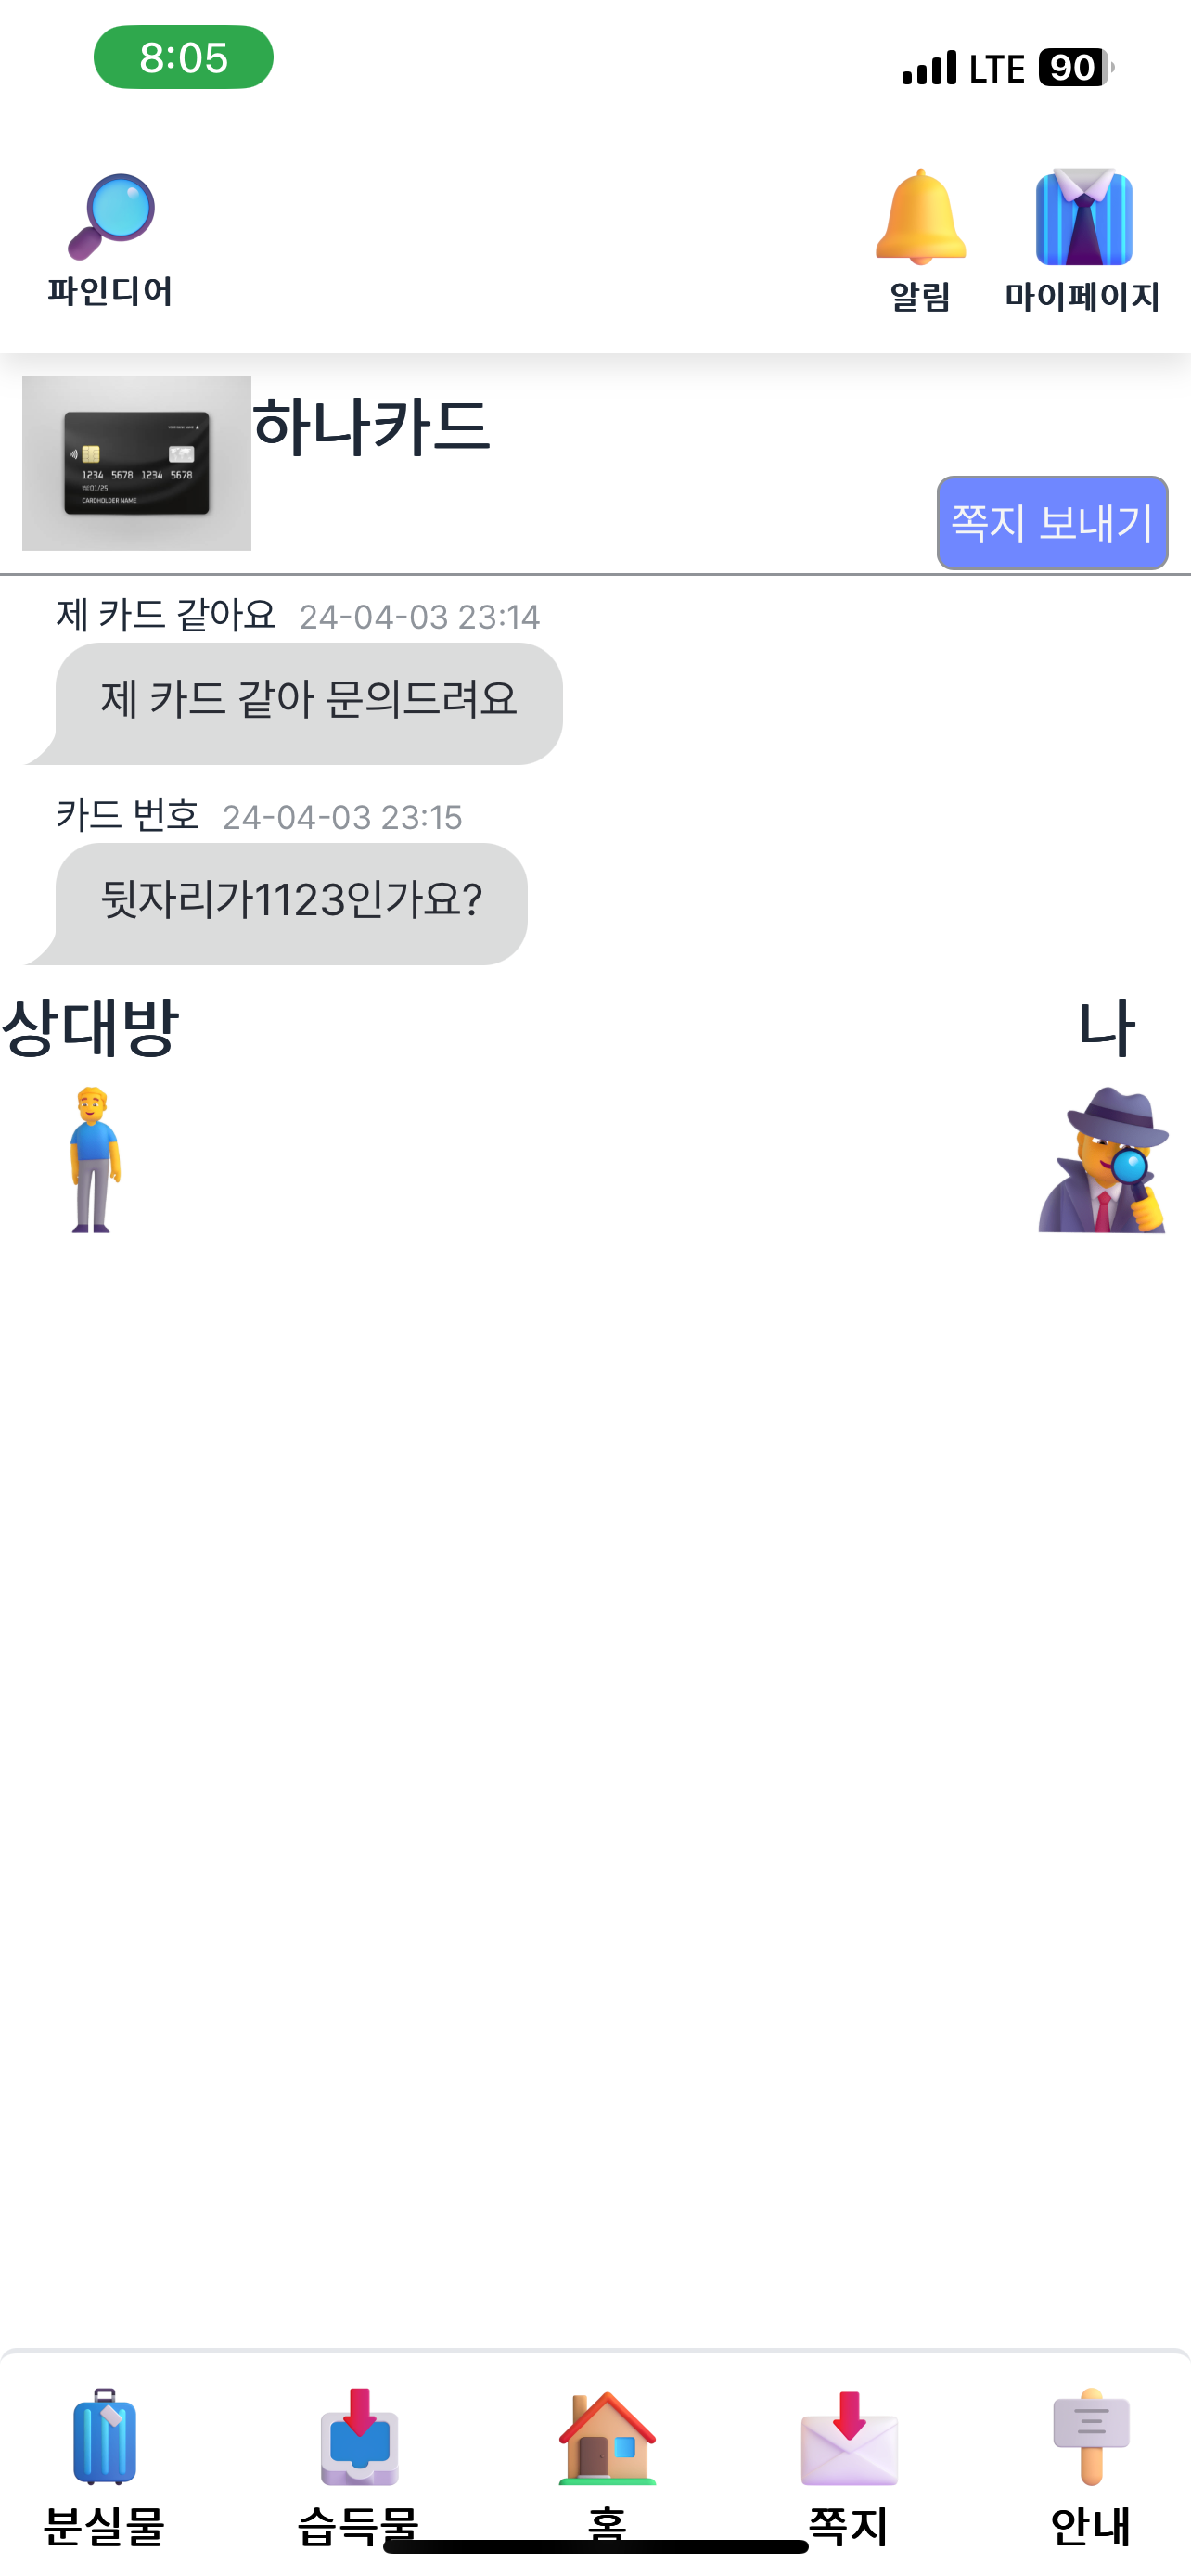 8:05
LTE 90
파인디어
알림
마이페이지
하나카드
1234 5678 1234 5678
01/25
CARDHOLDER NAME
쪽지 보내기
제 카드 같아요 24-04-03 23:14
제 카드 같아 문의드려요
카드 번호 24-04-03 23:15
뒷자리가1123인가요?
상대방
나
분실물
습득물
홈
쪽지
안내